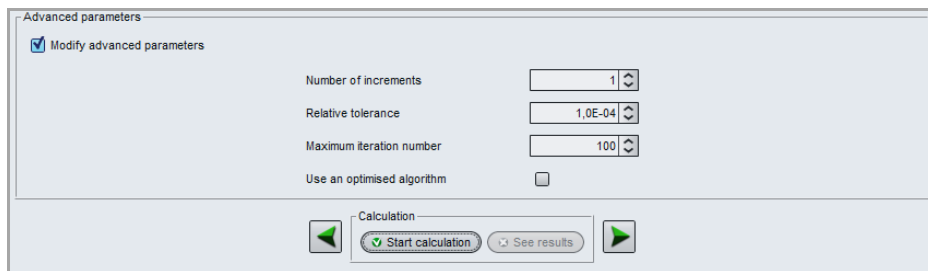 Advanced parameters
Modify advanced parameters
Number of increments 1
Relative tolerance 1,0E-04
Maximum iteration number 100
Use an optimised algorithm
Calculation
Start calculation See results